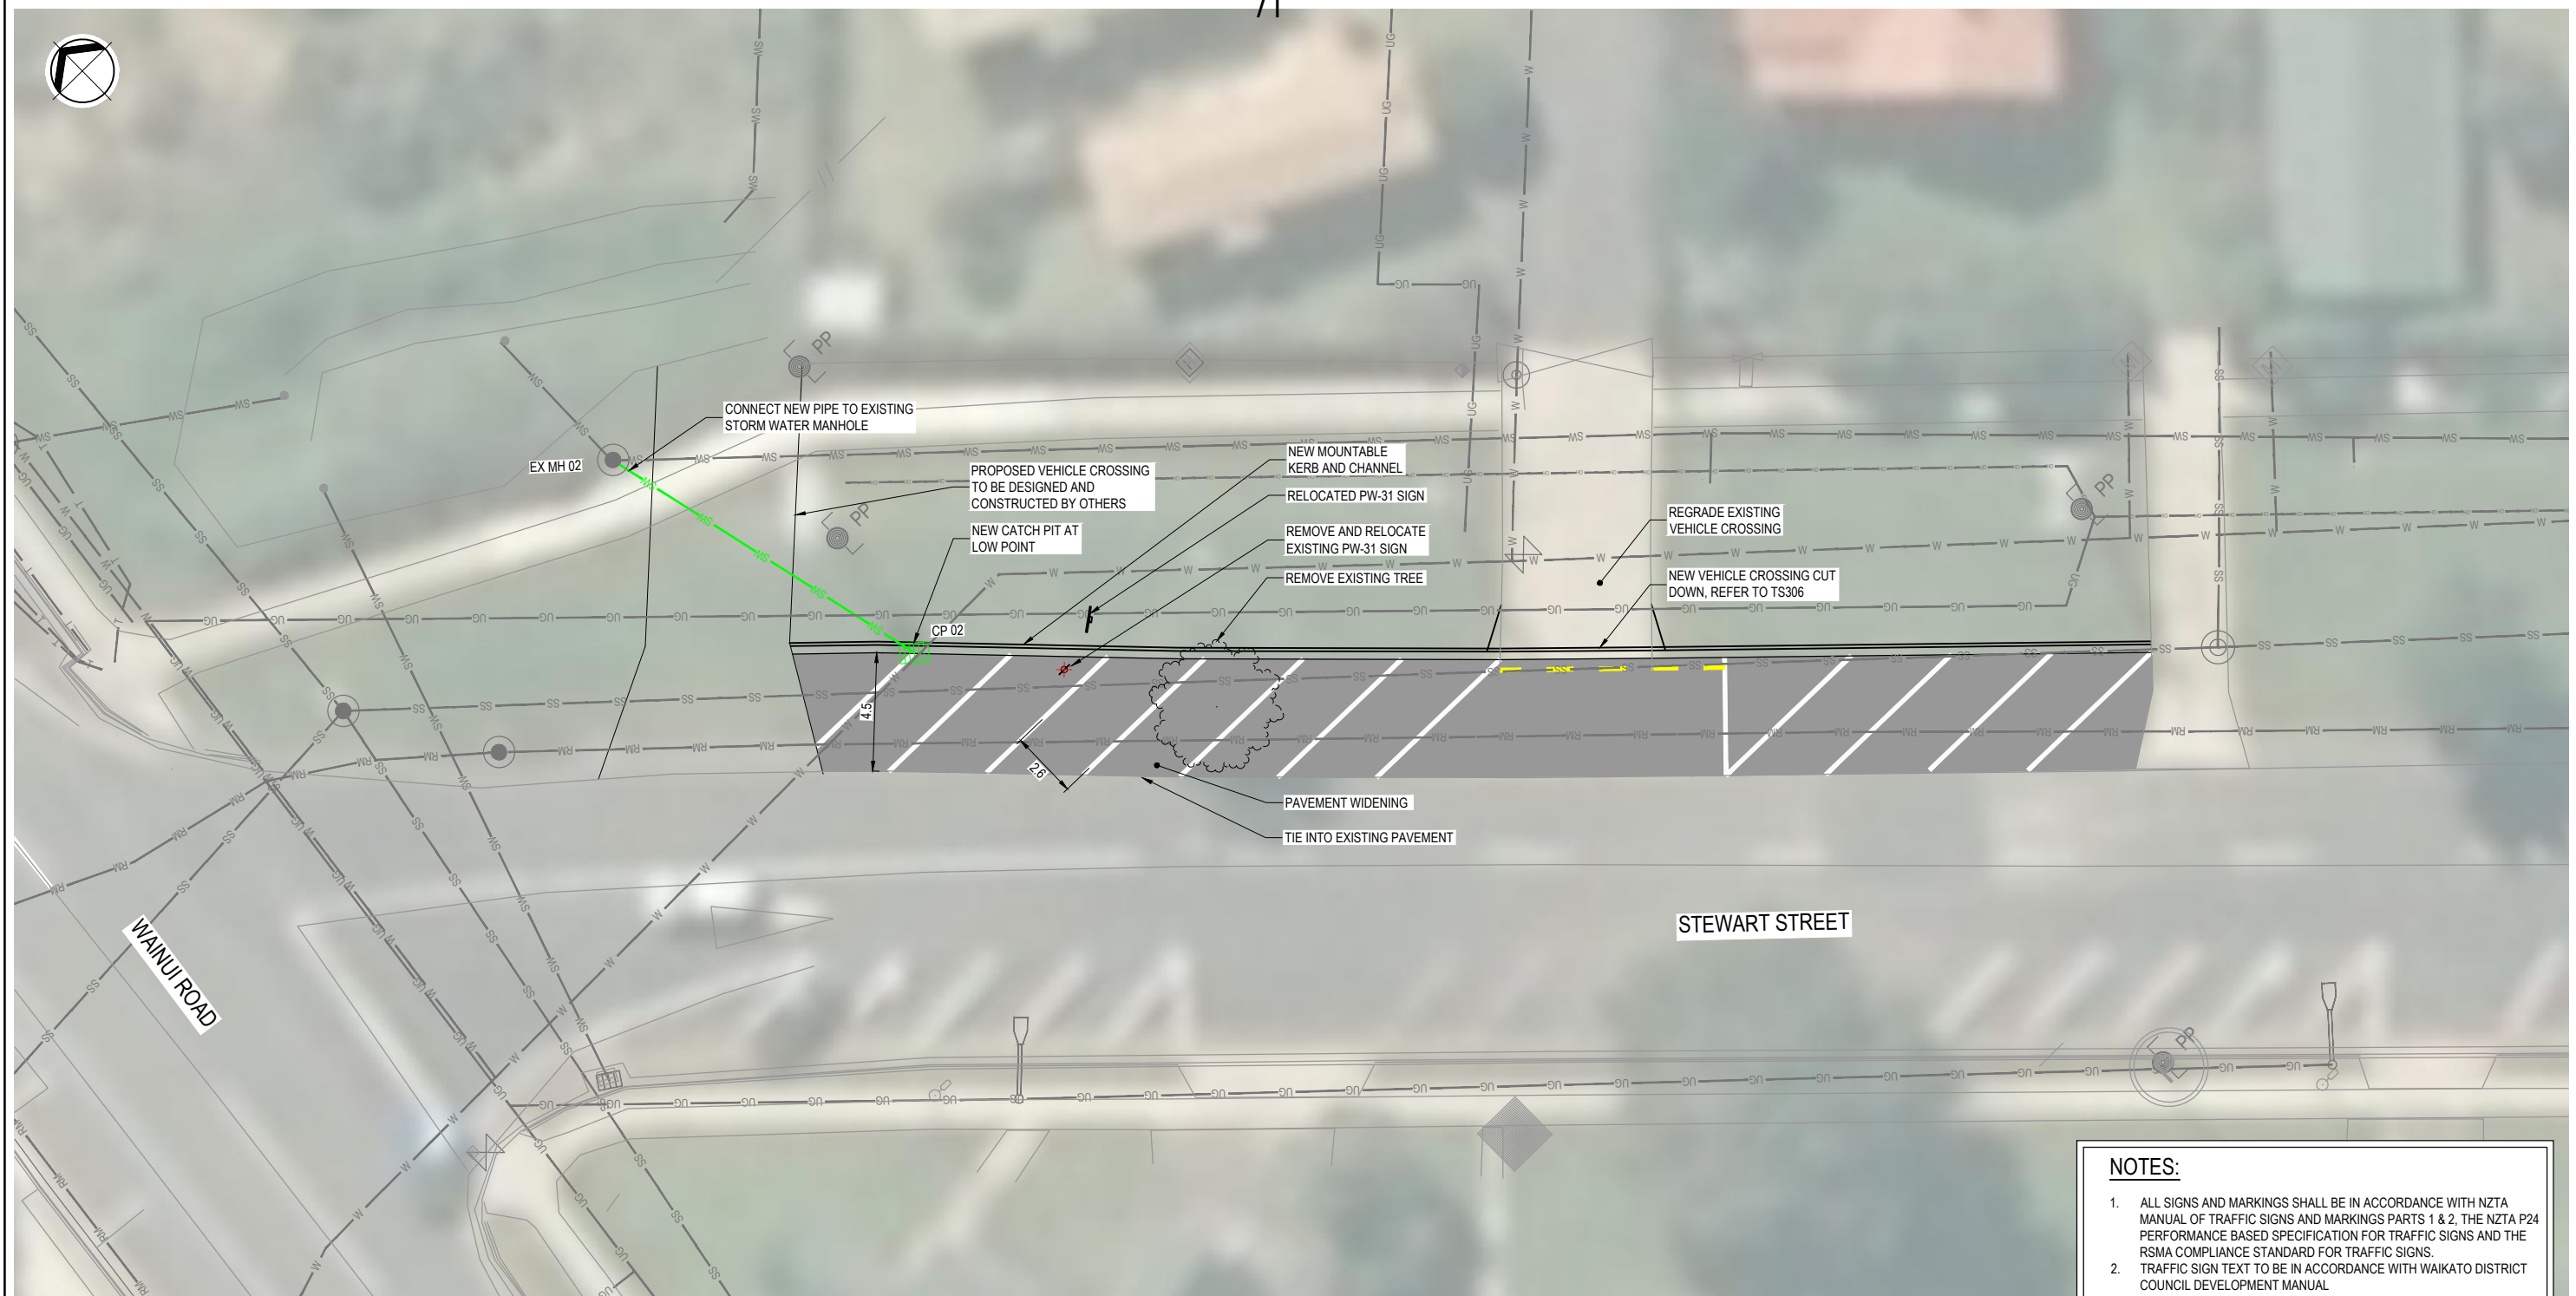 CONNECT NEW PIPE TO EXISTING
STORM WATER MANHOLE
EX MH 02
PROPOSED VEHICLE CROSSING
TO BE DESIGNED AND
CONSTRUCTED BY OTHERS
NEW CATCH PIT AT
LOW POINT
CP 02
NEW MOUNTABLE
KERB AND CHANNEL
RELOCATED PW-31 SIGN
REMOVE AND RELOCATE
EXISTING PW-31 SIGN
REMOVE EXISTING TREE
REGRADE EXISTING
VEHICLE CROSSING
NEW VEHICLE CROSSING CUT
DOWN, REFER TO TS306
PP
PP
PP
4.5
2.6
PAVEMENT WIDENING
TIE INTO EXISTING PAVEMENT
STEWART STREET
WAINUI ROAD
PP
NOTES:
1. ALL SIGNS AND MARKINGS SHALL BE IN ACCORDANCE WITH NZTA
MANUAL OF TRAFFIC SIGNS AND MARKINGS PARTS 1 & 2, THE NZTA P24
PERFORMANCE BASED SPECIFICATION FOR TRAFFIC SIGNS AND THE
RSMA COMPLIANCE STANDARD FOR TRAFFIC SIGNS.
2. TRAFFIC SIGN TEXT TO BE IN ACCORDANCE WITH WAIKATO DISTRICT
COUNCIL DEVELOPMENT MANUAL